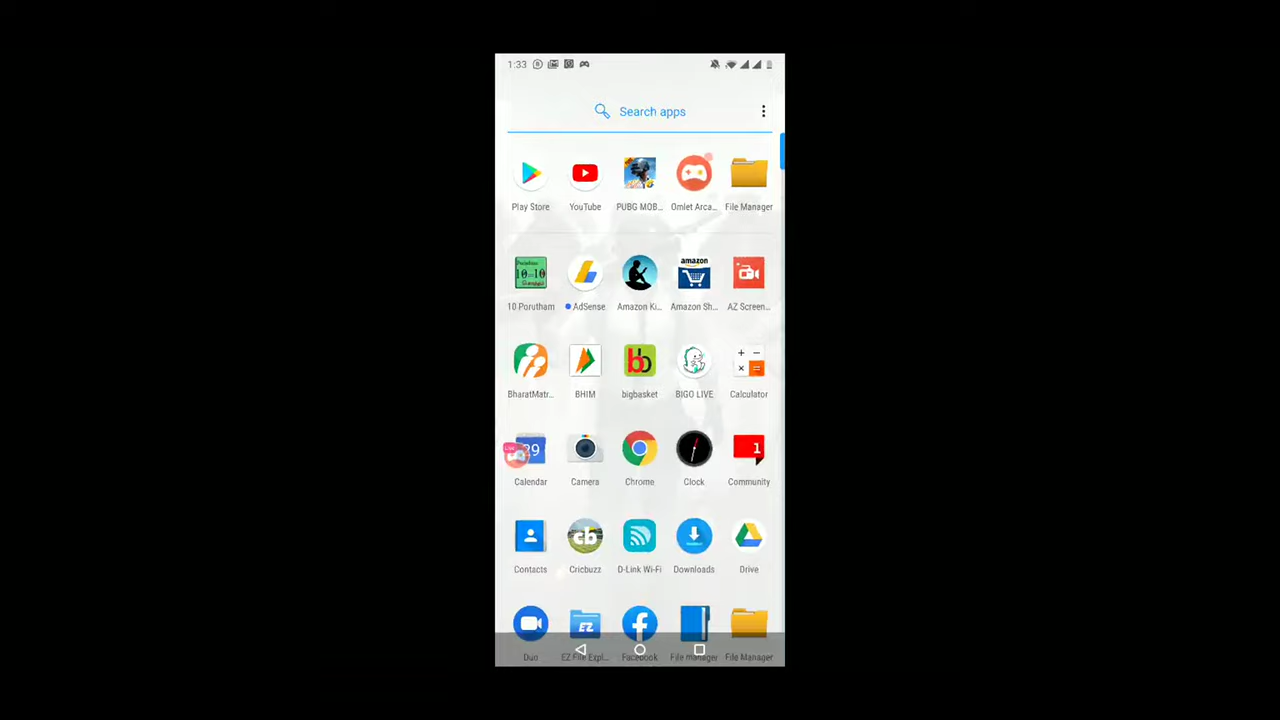 1:33
Search apps
Play Store YouTube PUBG MOB... Omlet Arca... File Manager
10 Porutham AdSense Amazon Ki... Amazon Sh... AZ Screen...
BharatMatr... BHIM bigbasket BIGO LIVE Calculator
Calendar Camera Chrome Clock Community
Contacts Cricbuzz D-Link Wi-Fi Downloads Drive
Duo EZ File Expl... Facebook File manager File Manager